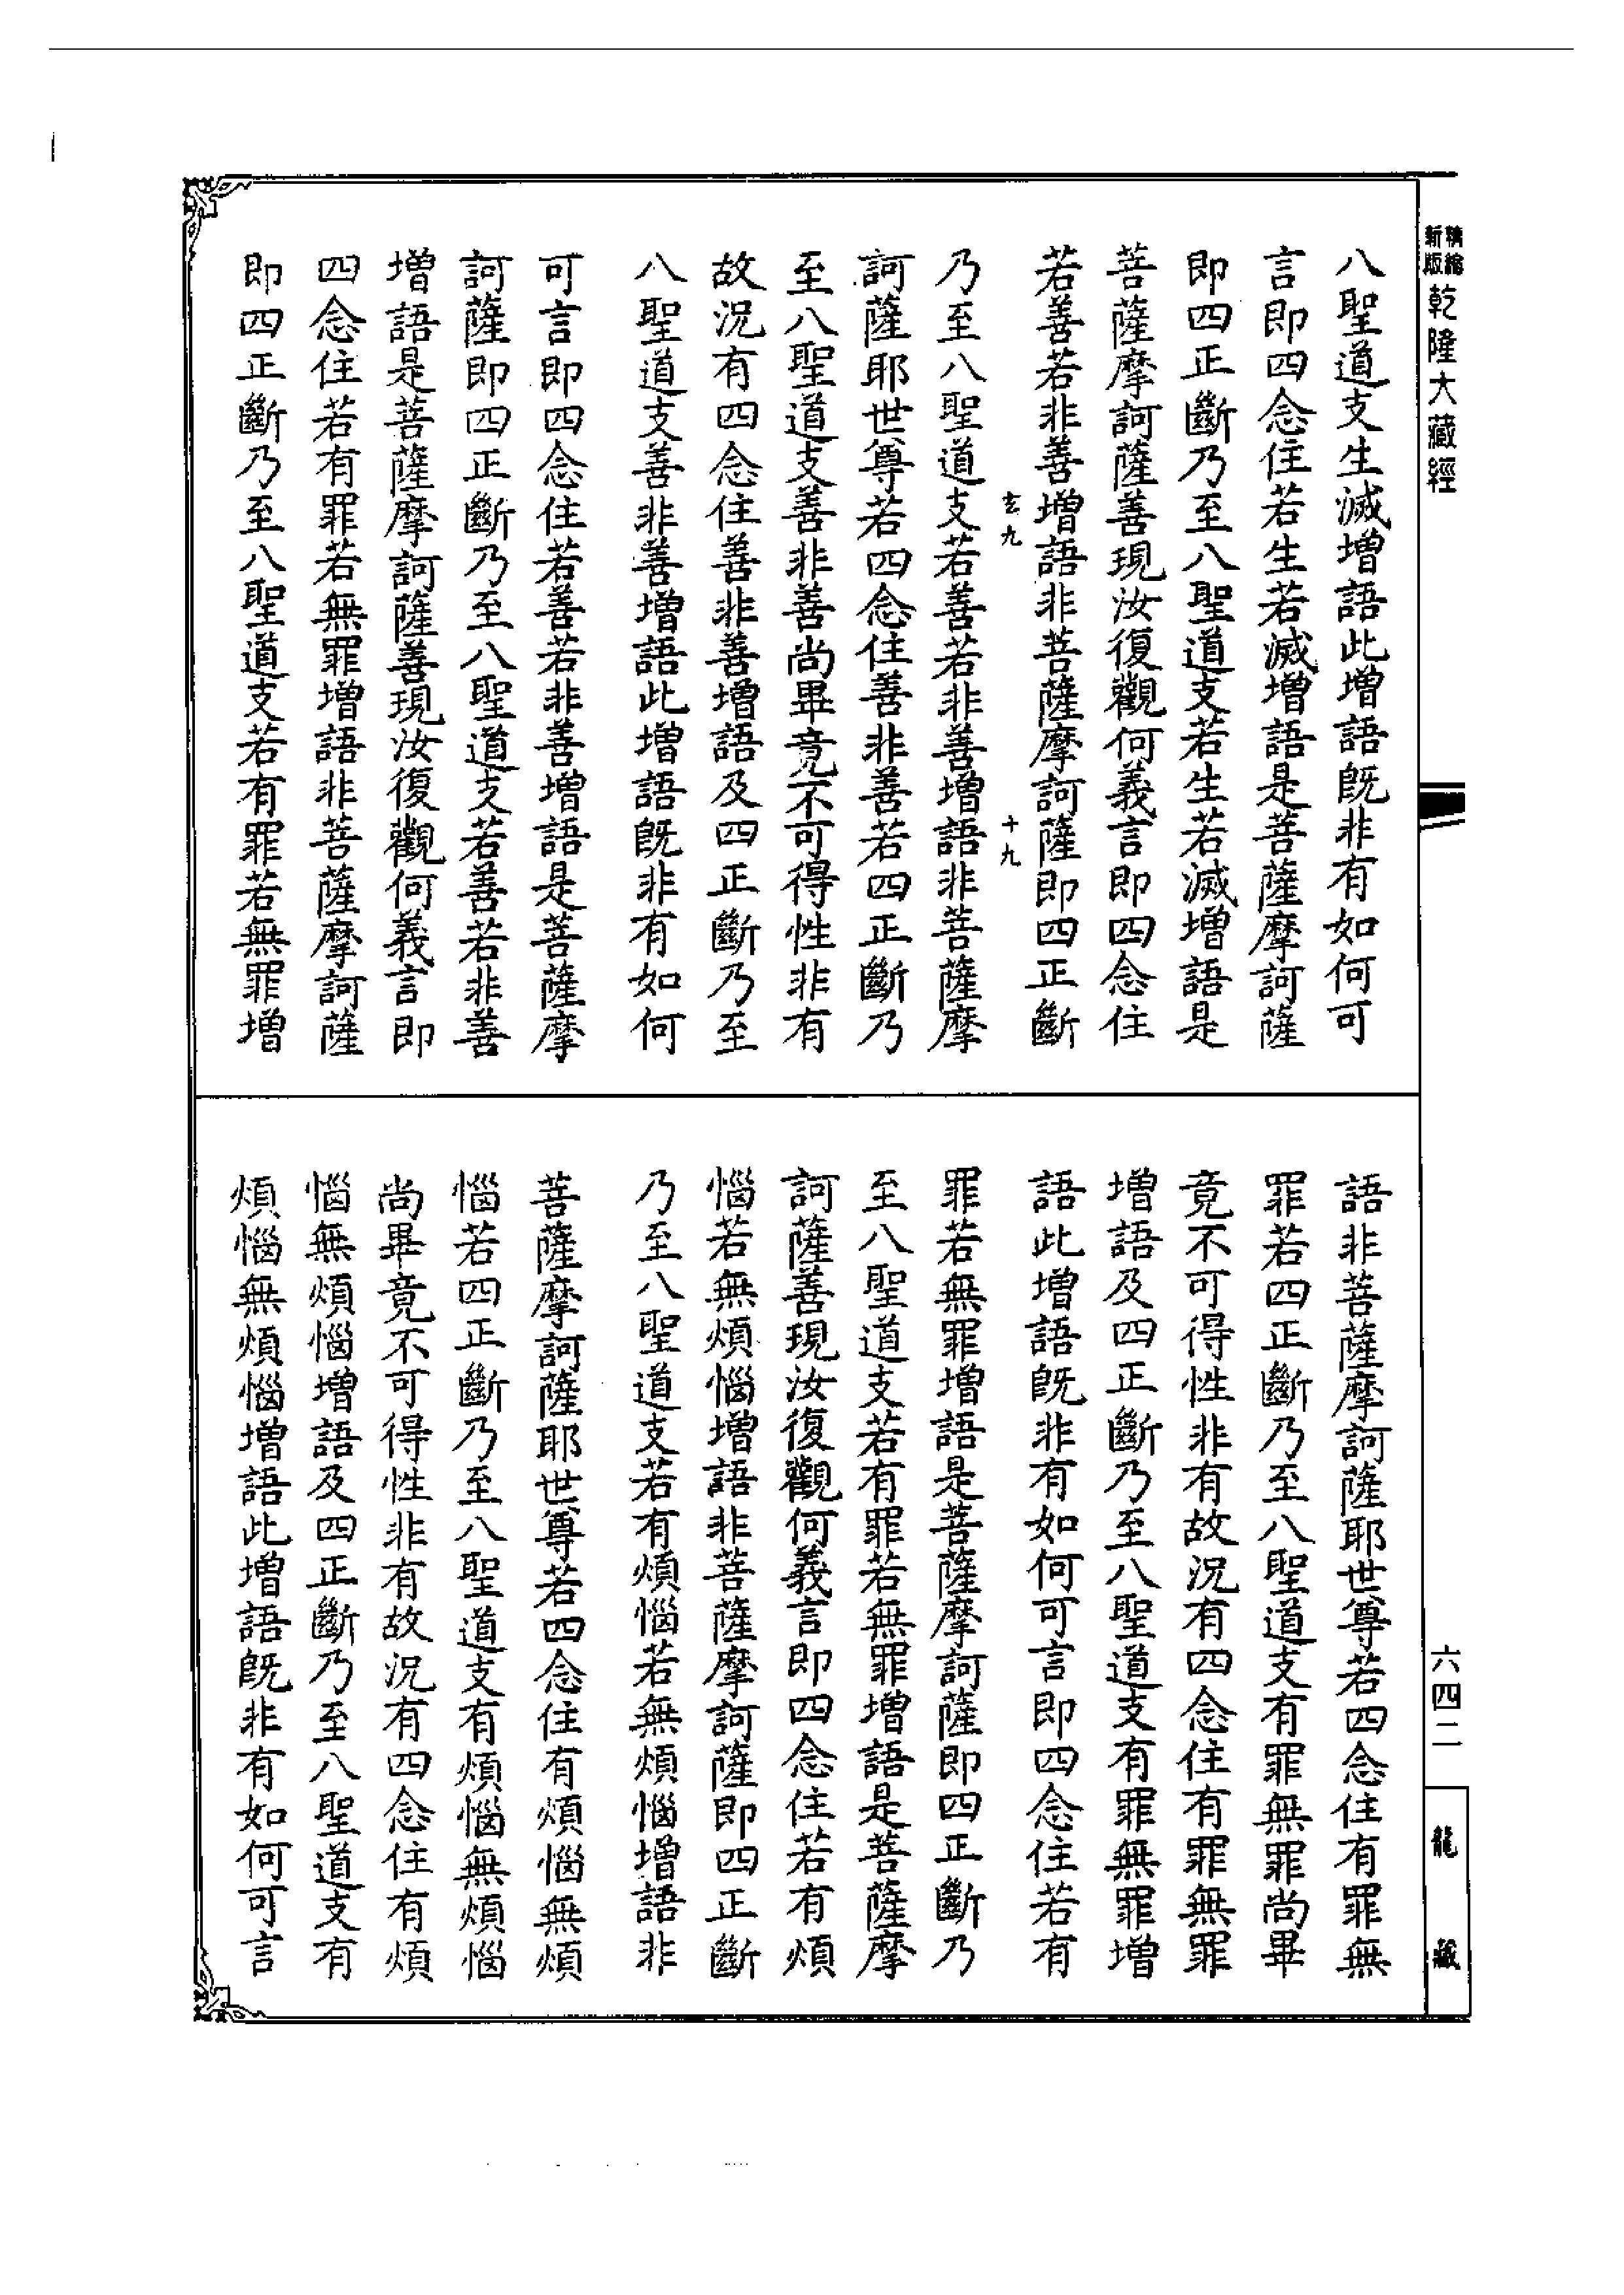 精縮
新版
乾隆大藏經
八聖道支生滅增語此增語既非有如何可
言即四念住若生若滅增語是菩薩摩訶薩
即四正斷乃至八聖道支若生若滅增語是
菩薩摩訶薩善現汝復觀何義言即四念住
若善若非善增語非菩薩摩訶薩即四正斷
玄九
十九
乃至八聖道支若善若非善增語非菩薩摩
訶薩耶世尊若四念住善非善若四正斷乃
至八聖道支善非善尚畢竟不可得性非有
故況有四念住善非善增語及四正斷乃至
八聖道支善非善增語此增語既非有如何
可言即四念住若善若非善增語是菩薩摩
訶薩即四正斷乃至八聖道支若善若非善
增語是菩薩摩訶薩善現汝復觀何義言即
四念住若有罪若無罪增語非菩薩摩訶薩
即四正斷乃至八聖道支若有罪若無罪增
語非菩薩摩訶薩耶世尊若四念住有罪無
罪若四正斷乃至八聖道支有罪無罪尚畢
竟不可得性非有故況有四念住有罪無罪
增語及四正斷乃至八聖道支有罪無罪增
語此增語既非有如何可言即四念住若有
罪若無罪增語是菩薩摩訶薩即四正斷乃
至八聖道支若有罪若無罪增語是菩薩摩
訶薩善現汝復觀何義言即四念住若有煩
惱若無煩惱增語非菩薩摩訶薩即四正斷
乃至八聖道支若有煩惱若無煩惱增語非
菩薩摩訶薩耶世尊若四念住有煩惱無煩
惱若四正斷乃至八聖道支有煩惱無煩惱
尚畢竟不可得性非有故況有四念住有煩
惱無煩惱增語及四正斷乃至八聖道支有
煩惱無煩惱增語此增語既非有如何可言
六四二
龍藏